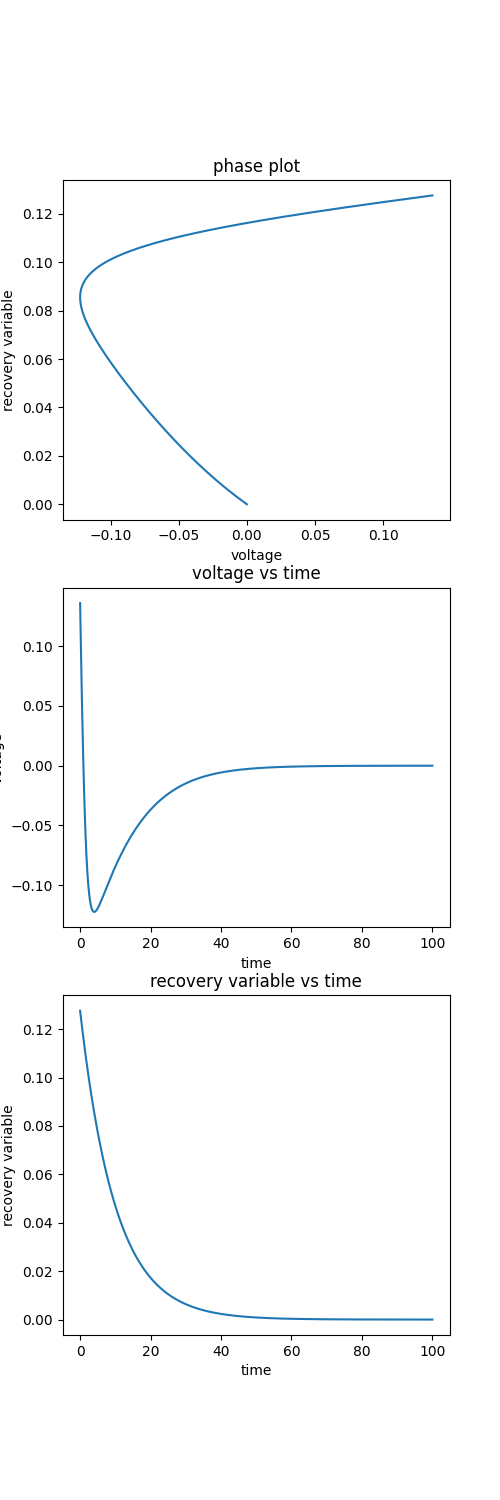 phase plot
0.12
0.10
0.08
0.06
0.04
0.02
0.00
recovery variable
−0.10 −0.05 0.00 0.05 0.10
voltage
voltage vs time
0.10
0.05
0.00
−0.05
−0.10
0 20 40 60 80 100
time
recovery variable vs time
0.12
0.10
0.08
0.06
0.04
0.02
0.00
recovery variable
0 20 40 60 80 100
time